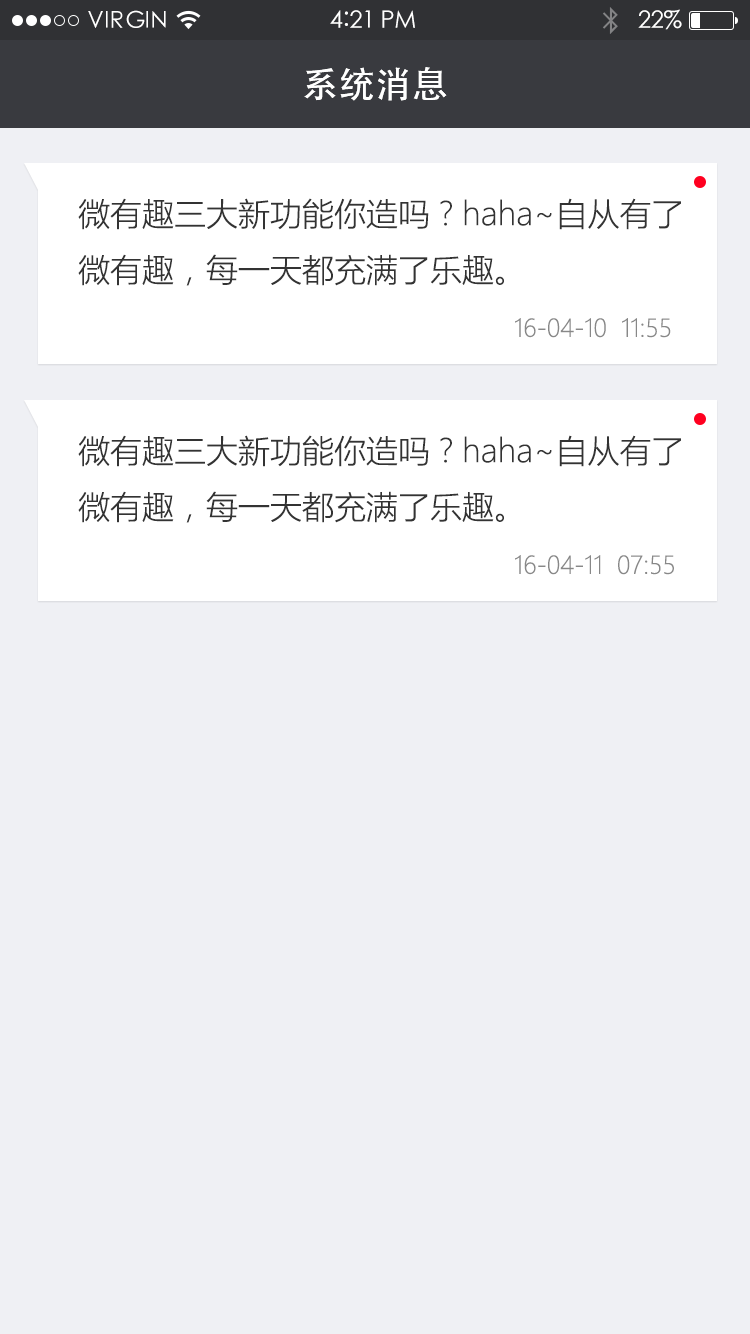 VIRGIN 4:21 PM 22%
系统消息
微有趣三大新功能你造吗？haha~自从有了
微有趣，每一天都充满了乐趣。
16-04-10 11:55
微有趣三大新功能你造吗？haha~自从有了
微有趣，每一天都充满了乐趣。
16-04-11 07:55